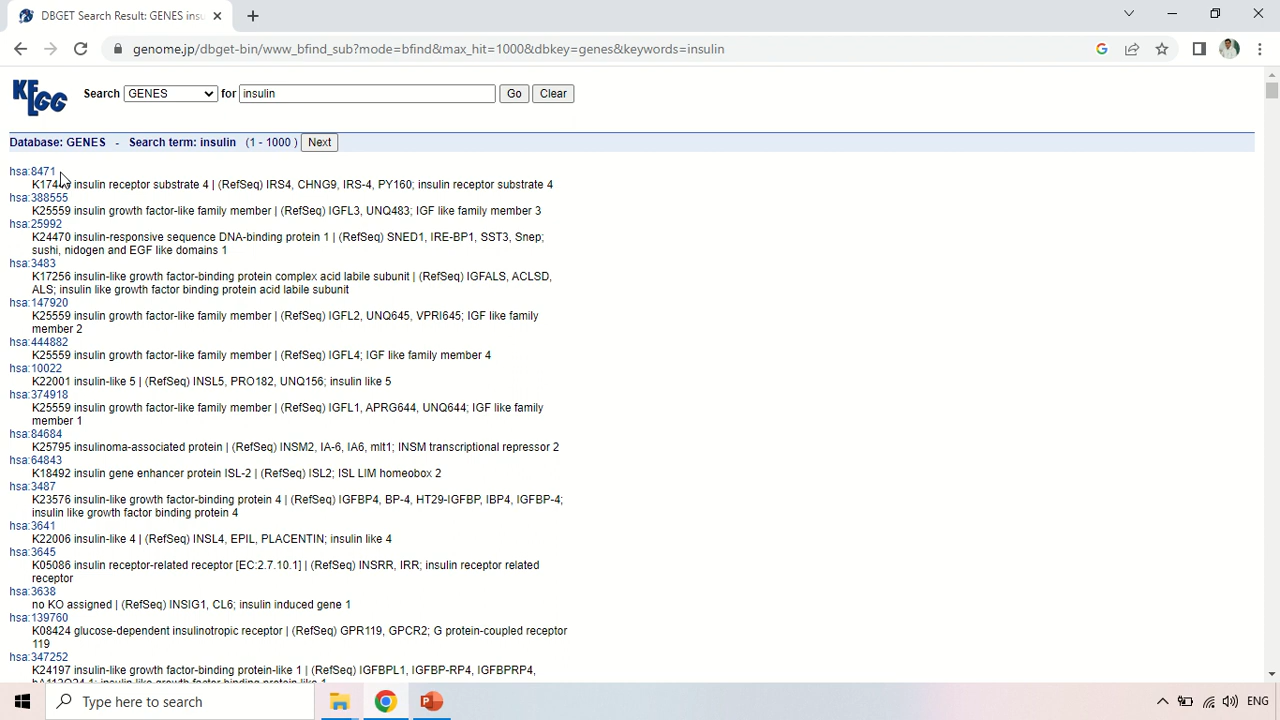 DBGET Search Result: GENES insu
genome.jp/dbget-bin/www_bfind_sub?mode=bfind&max_hit=1000&dbkey=genes&keywords=insulin
KEGG
Search GENES for insulin Go Clear
Database: GENES - Search term: insulin (1 - 1000 ) Next
hsa:8471
insulin receptor substrate 4 | (RefSeq) IRS4, CHNG9, IRS-4, PY160; insulin receptor substrate 4
hsa:388555
K25559 insulin growth factor-like family member | (RefSeq) IGFL3, UNQ483; IGF like family member 3
hsa:25992
K24470 insulin-responsive sequence DNA-binding protein 1 | (RefSeq) SNED1, IRE-BP1, SST3, Snep;
sushi, nidogen and EGF like domains 1
hsa:3483
K17256 insulin-like growth factor-binding protein complex acid labile subunit | (RefSeq) IGFALS, ACLSD,
ALS; insulin like growth factor binding protein acid labile subunit
hsa:147920
K25559 insulin growth factor-like family member | (RefSeq) IGFL2, UNQ645, VPRI645; IGF like family
member 2
hsa:444882
K25559 insulin growth factor-like family member | (RefSeq) IGFL4; IGF like family member 4
hsa:10022
K22001 insulin-like 5 | (RefSeq) INSL5, PRO182, UNQ156; insulin like 5
hsa:374918
K25559 insulin growth factor-like family member | (RefSeq) IGFL1, APRG644, UNQ644; IGF like family
member 1
hsa:84684
K25795 insulinoma-associated protein | (RefSeq) INSM2, IA-6, IA6, mlt1; INSM transcriptional repressor 2
hsa:64843
K18492 insulin gene enhancer protein ISL-2 | (RefSeq) ISL2; ISL LIM homeobox 2
hsa:3487
K23576 insulin-like growth factor-binding protein 4 | (RefSeq) IGFBP4, BP-4, HT29-IGFBP, IBP4, IGFBP-4;
insulin like growth factor binding protein 4
hsa:3641
K22006 insulin-like 4 | (RefSeq) INSL4, EPIL, PLACENTIN; insulin like 4
hsa:3645
K05086 insulin receptor-related receptor [EC:2.7.10.1] | (RefSeq) INSRR, IRR; insulin receptor related
receptor
hsa:3638
no KO assigned | (RefSeq) INSIG1, CL6; insulin induced gene 1
hsa:139760
K08424 glucose-dependent insulinotropic receptor | (RefSeq) GPR119, GPCR2; G protein-coupled receptor
119
hsa:347252
K24197 insulin-like growth factor-binding protein-like 1 | (RefSeq) IGFBPL1, IGFBP-RP4, IGFBPRP4,
Type here to search
ENG